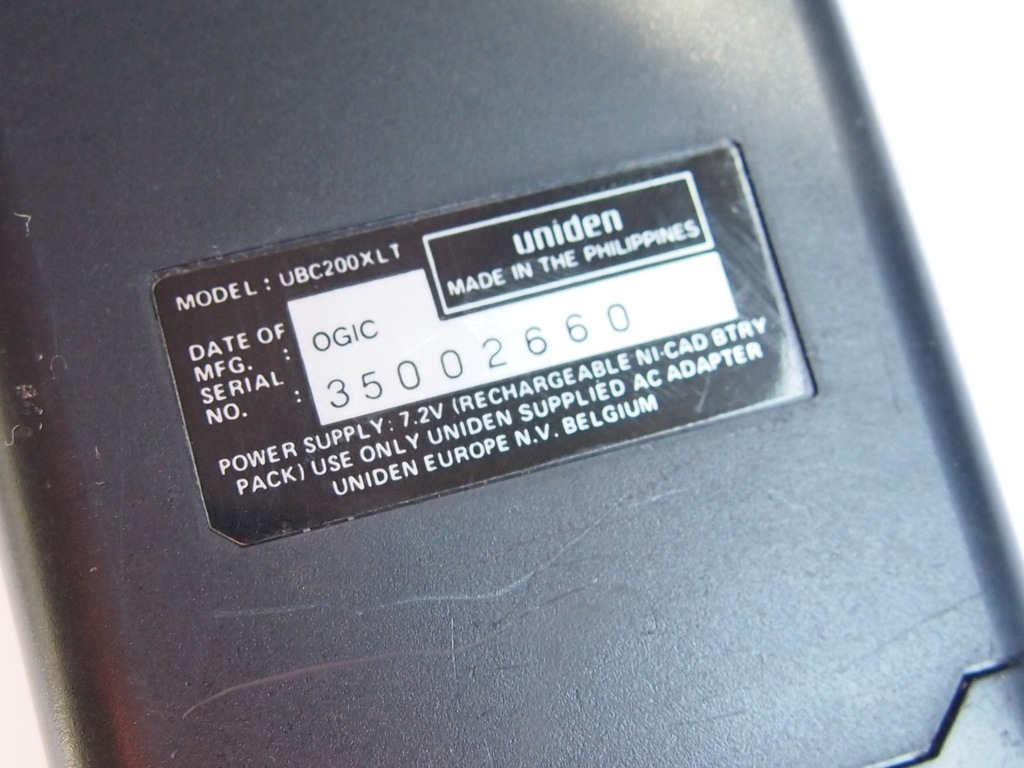 MODEL : UBC200XLT
uniden
MADE IN THE PHILIPPINES
DATE OF
MFG. : OGIC
SERIAL
NO. : 35002660
POWER SUPPLY: 7.2V (RECHARGEABLE NI-CAD BTRY
PACK) USE ONLY UNIDEN SUPPLIED AC ADAPTER
UNIDEN EUROPE N.V. BELGIUM